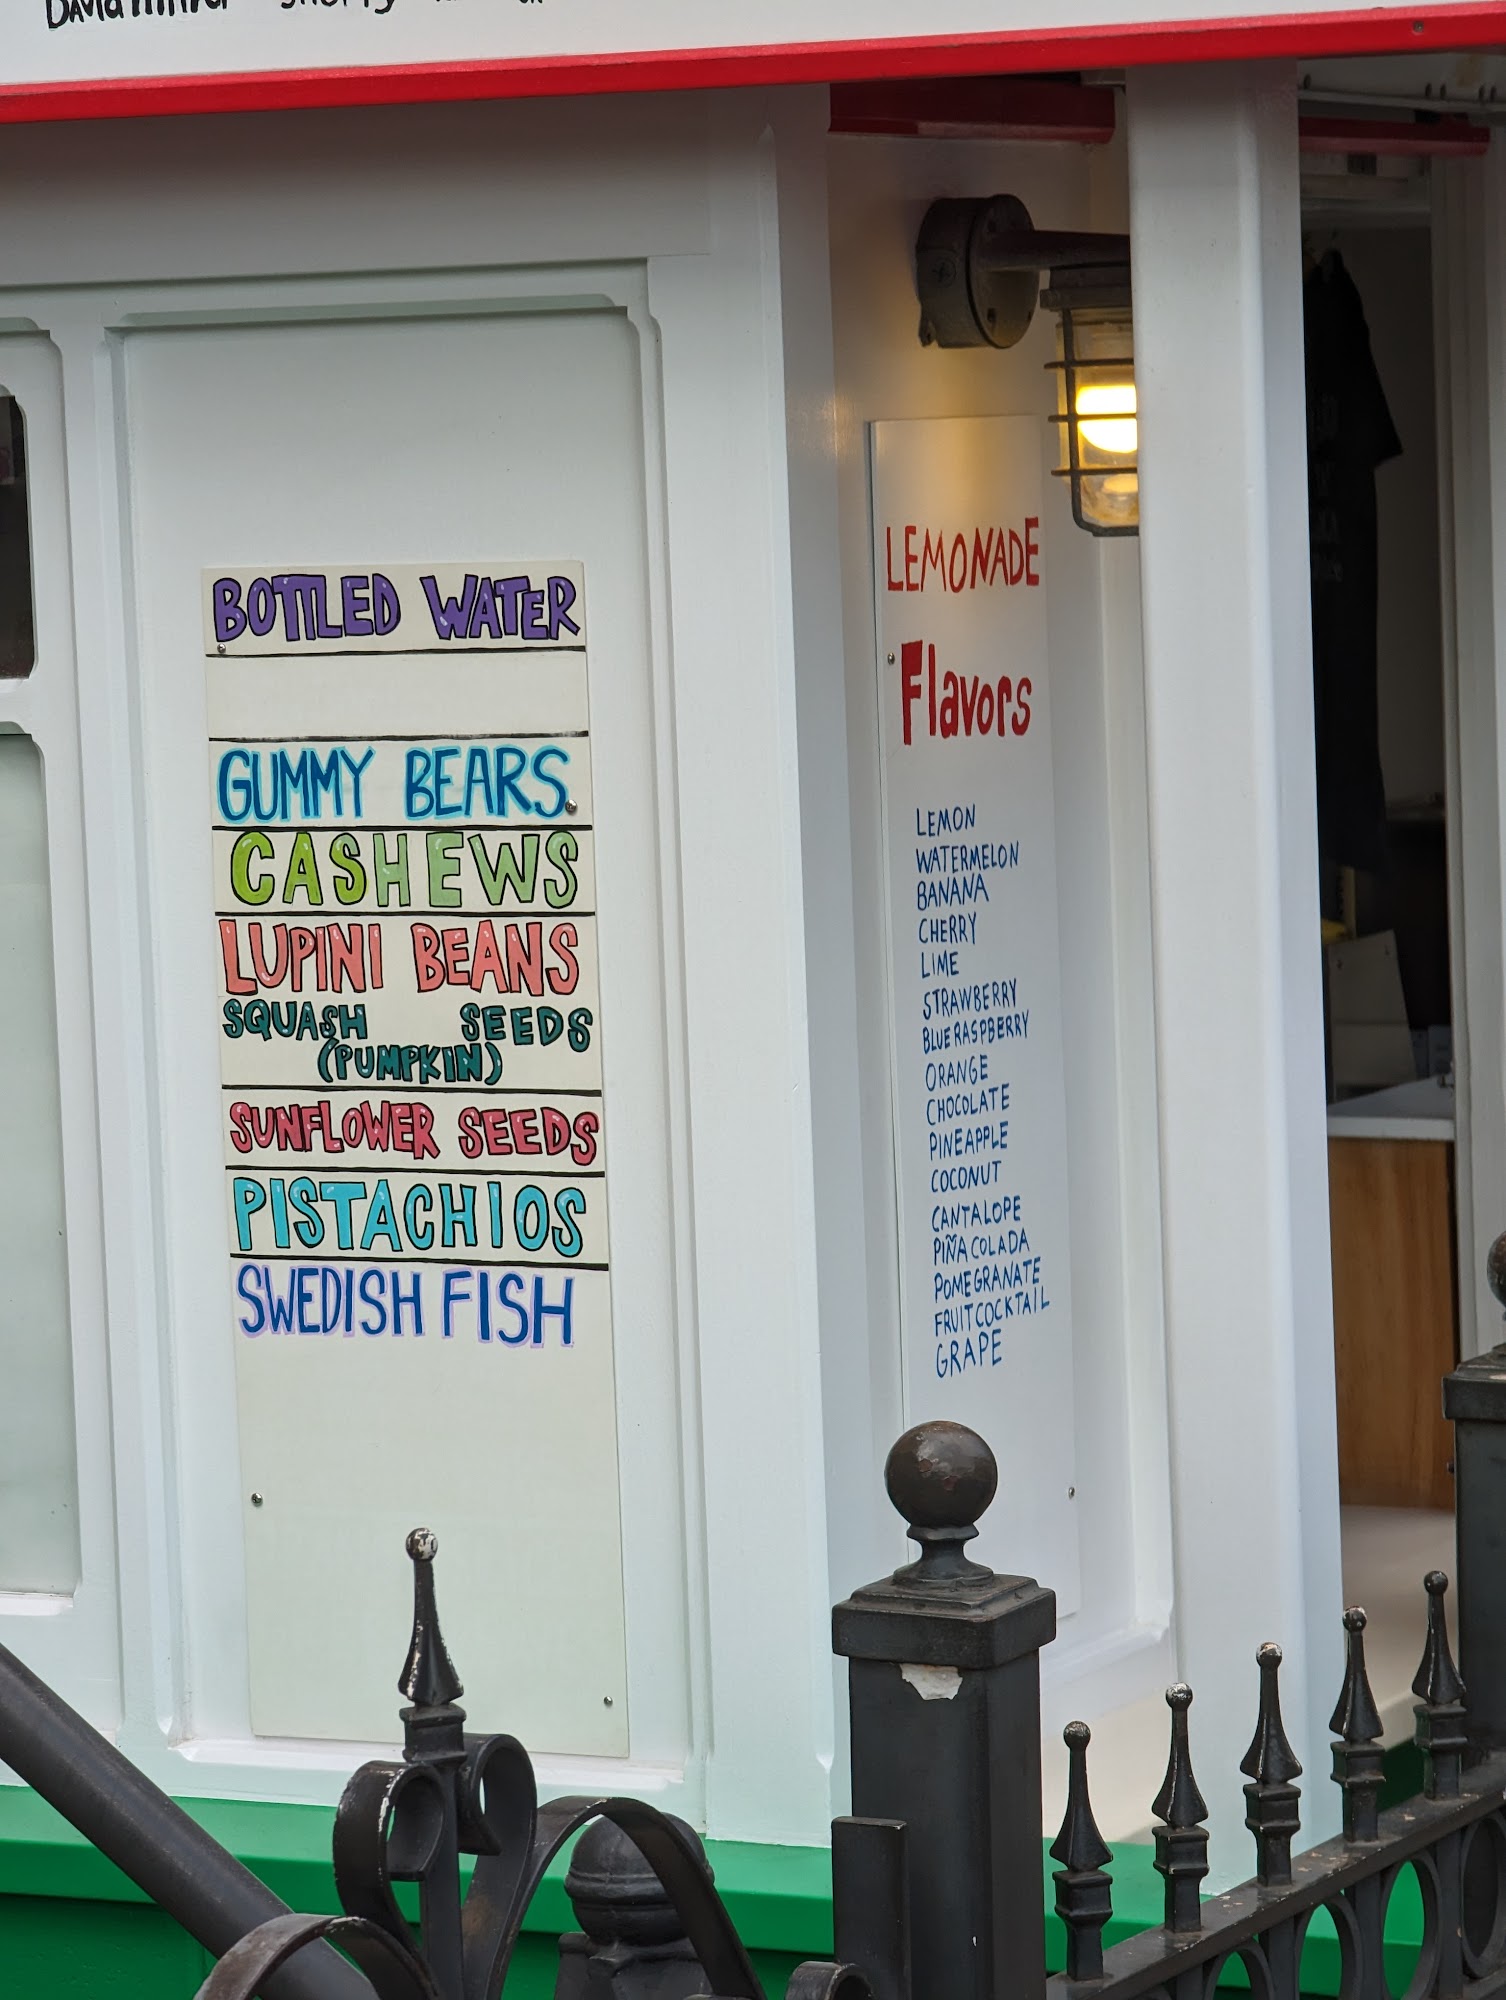 BOTTLED WATER
GUMMY BEARS
CASHEWS
LUPINI BEANS
SQUASH SEEDS
(PUMPKIN)
SUNFLOWER SEEDS
PISTACHIOS
SWEDISH FISH
LEMONADE
Flavors
LEMON
WATERMELON
BANANA
CHERRY
LIME
STRAWBERRY
BLUE RASPBERRY
ORANGE
CHOCOLATE
PINEAPPLE
COCONUT
CANTALOPE
PIÑA COLADA
POMEGRANATE
FRUIT COCKTAIL
GRAPE